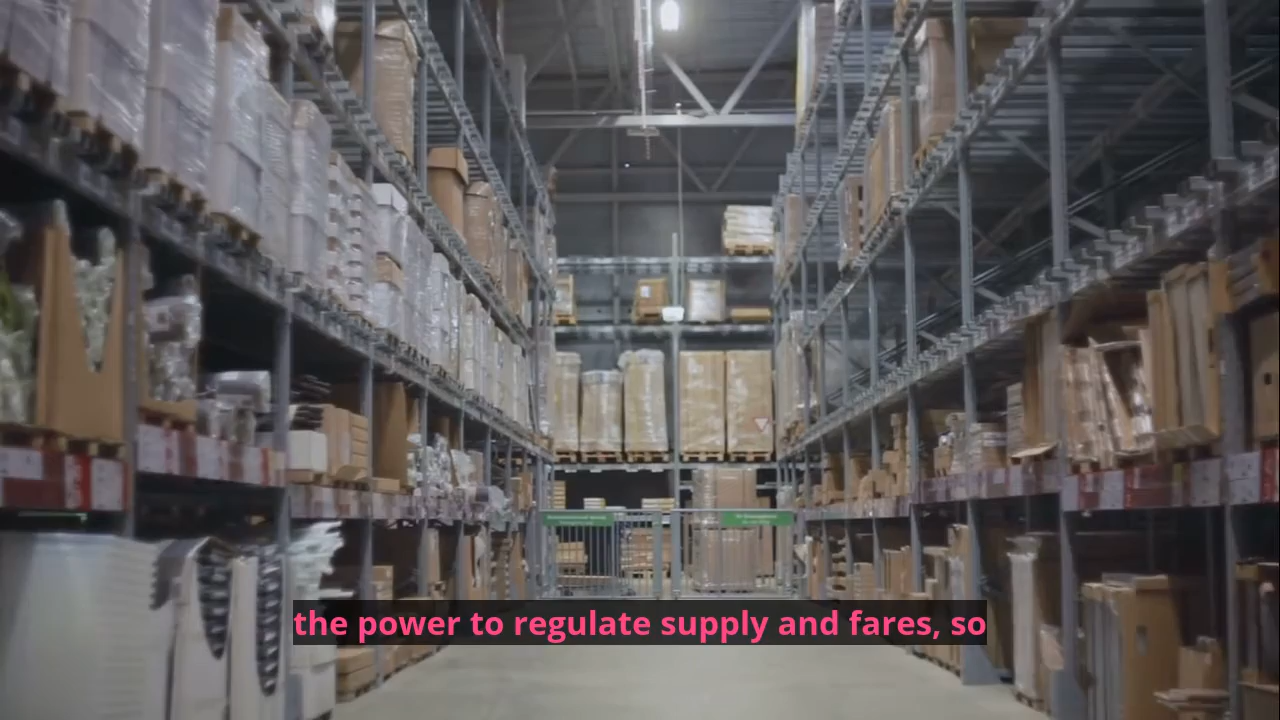 the power to regulate supply and fares, so